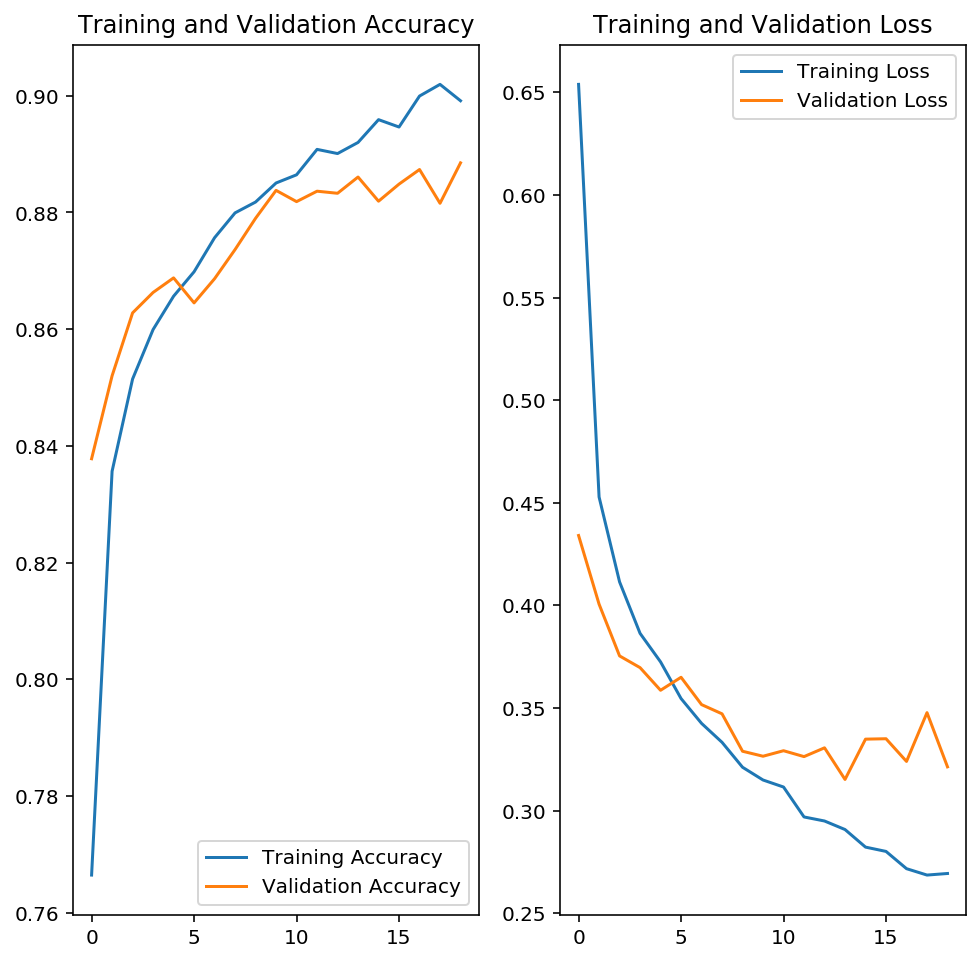 Training and Validation Accuracy
0.90
0.88
0.86
0.84
0.82
0.80
0.78
0.76
0 5 10 15
Training Accuracy
Validation Accuracy
Training and Validation Loss
0.65
0.60
0.55
0.50
0.45
0.40
0.35
0.30
0.25
0 5 10 15
Training Loss
Validation Loss